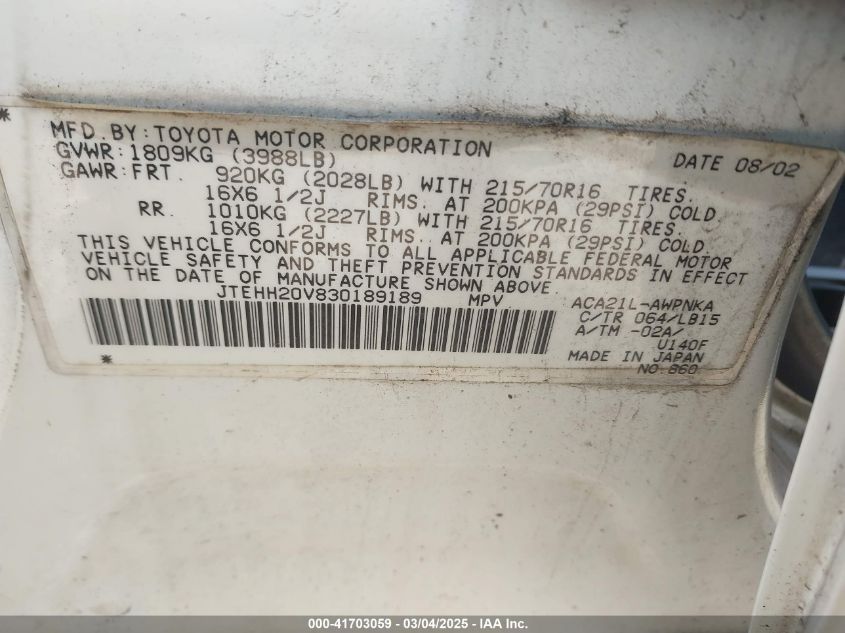 *
MFD. BY: TOYOTA MOTOR CORPORATION DATE 08/02
GVWR: 1809KG (3988LB)
GAWR: FRT. 920KG (2028LB) WITH 215/70R16 TIRES.
16X6 1/2J RIMS. AT 200KPA (29PSI) COLD.
RR. 1010KG (2227LB) WITH 215/70R16 TIRES.
16X6 1/2J RIMS. AT 200KPA (29PSI) COLD.
THIS VEHICLE CONFORMS TO ALL APPLICABLE FEDERAL MOTOR
VEHICLE SAFETY AND THEFT PREVENTION STANDARDS IN EFFECT
ON THE DATE OF MANUFACTURE SHOWN ABOVE.
JTEHH20V830189189 MPV ACA21L-AWPNKA
C/TR 064/LB15
A/TM -02A/
U140F
* MADE IN JAPAN
NO.860
000-41703059 - 03/04/2025 - IAA Inc.